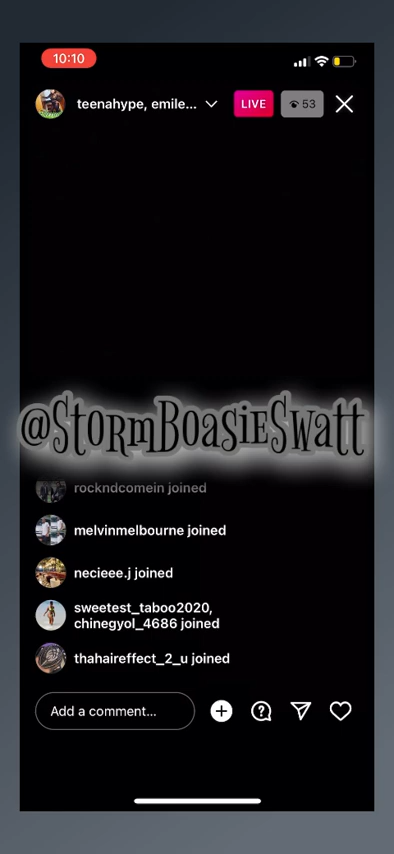 10:10
teenahype, emile...
LIVE
53
@StormBoasieSwatt
rockndcomein joined
melvinmelbourne joined
necieee.j joined
sweetest_taboo2020,
chinegyol_4686 joined
thahaireffect_2_u joined
Add a comment...